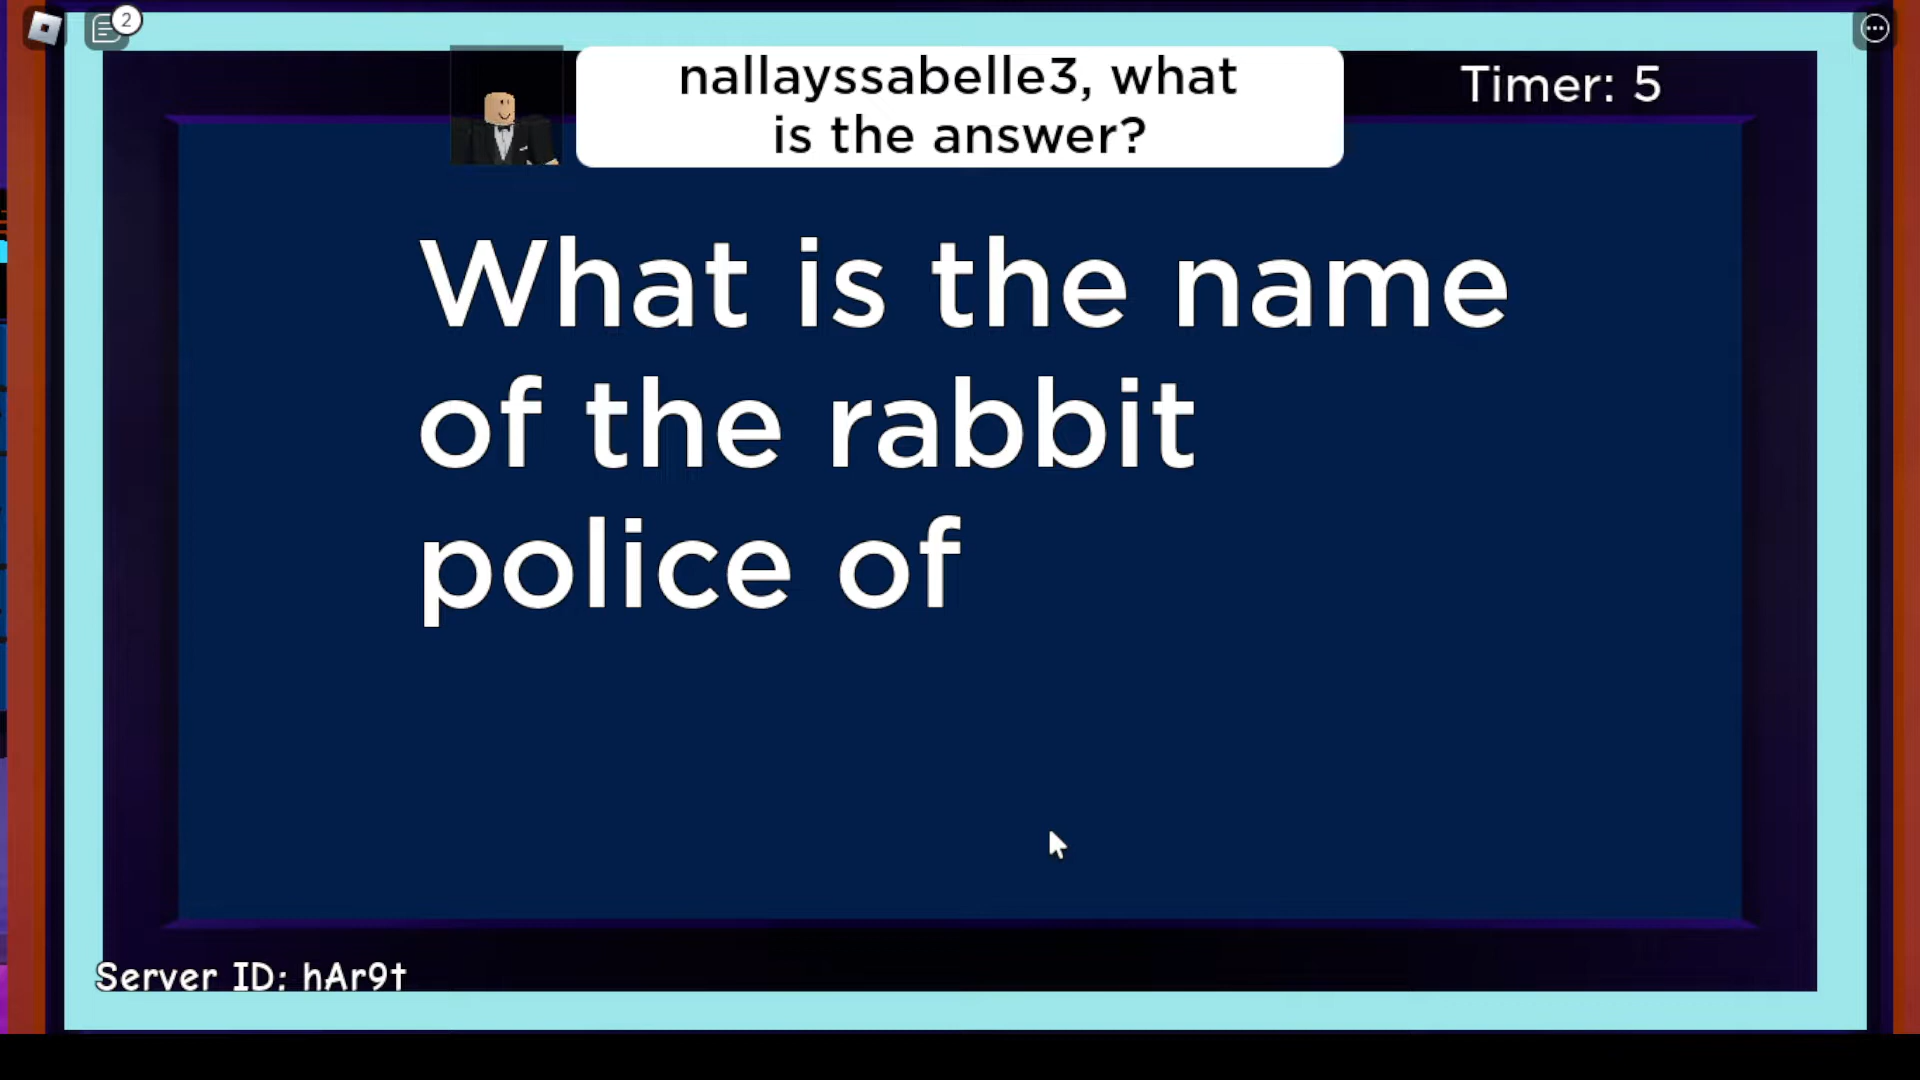 2
nallayssabelle3, what
is the answer?
Timer: 5
What is the name
of the rabbit
police of
Server ID: hAr9t